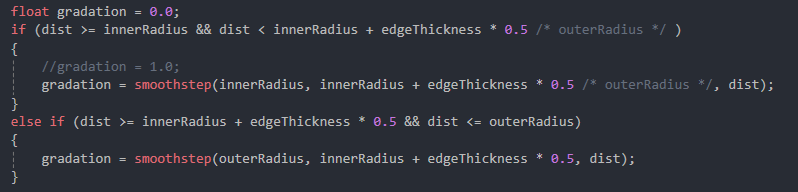 float gradation = 0.0;
if (dist >= innerRadius && dist < innerRadius + edgeThickness * 0.5 /* outerRadius */ )
{
    //gradation = 1.0;
    gradation = smoothstep(innerRadius, innerRadius + edgeThickness * 0.5 /* outerRadius */, dist);
}
else if (dist >= innerRadius + edgeThickness * 0.5 && dist <= outerRadius)
{
    gradation = smoothstep(outerRadius, innerRadius + edgeThickness * 0.5, dist);
}